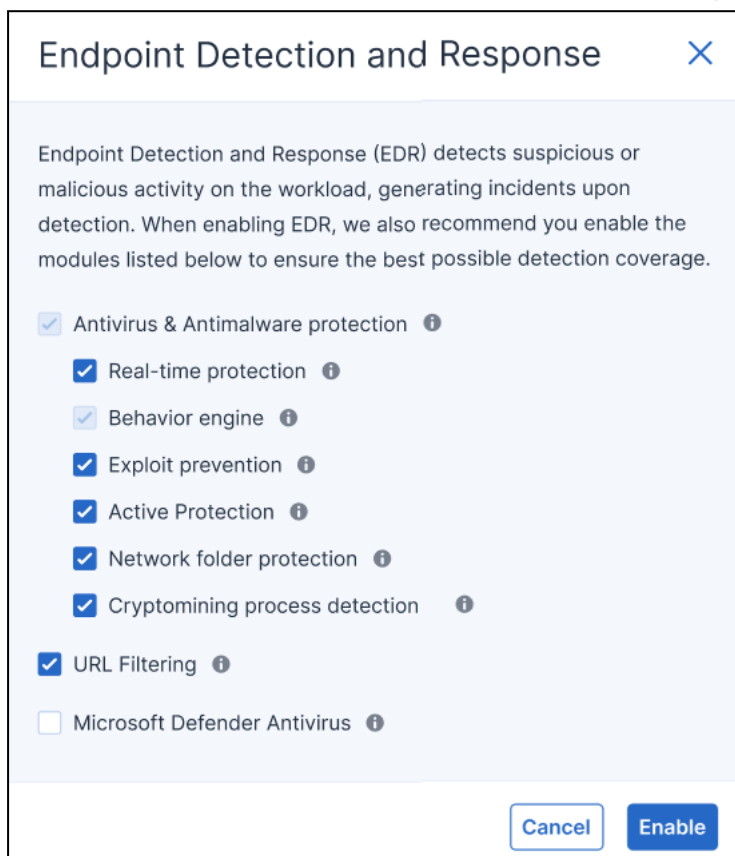 Endpoint Detection and Response
Endpoint Detection and Response (EDR) detects suspicious or
malicious activity on the workload, generating incidents upon
detection. When enabling EDR, we also recommend you enable the
modules listed below to ensure the best possible detection coverage.
Antivirus & Antimalware protection
Real-time protection
Behavior engine
Exploit prevention
Active Protection
Network folder protection
Cryptomining process detection
URL Filtering
Microsoft Defender Antivirus
Cancel Enable